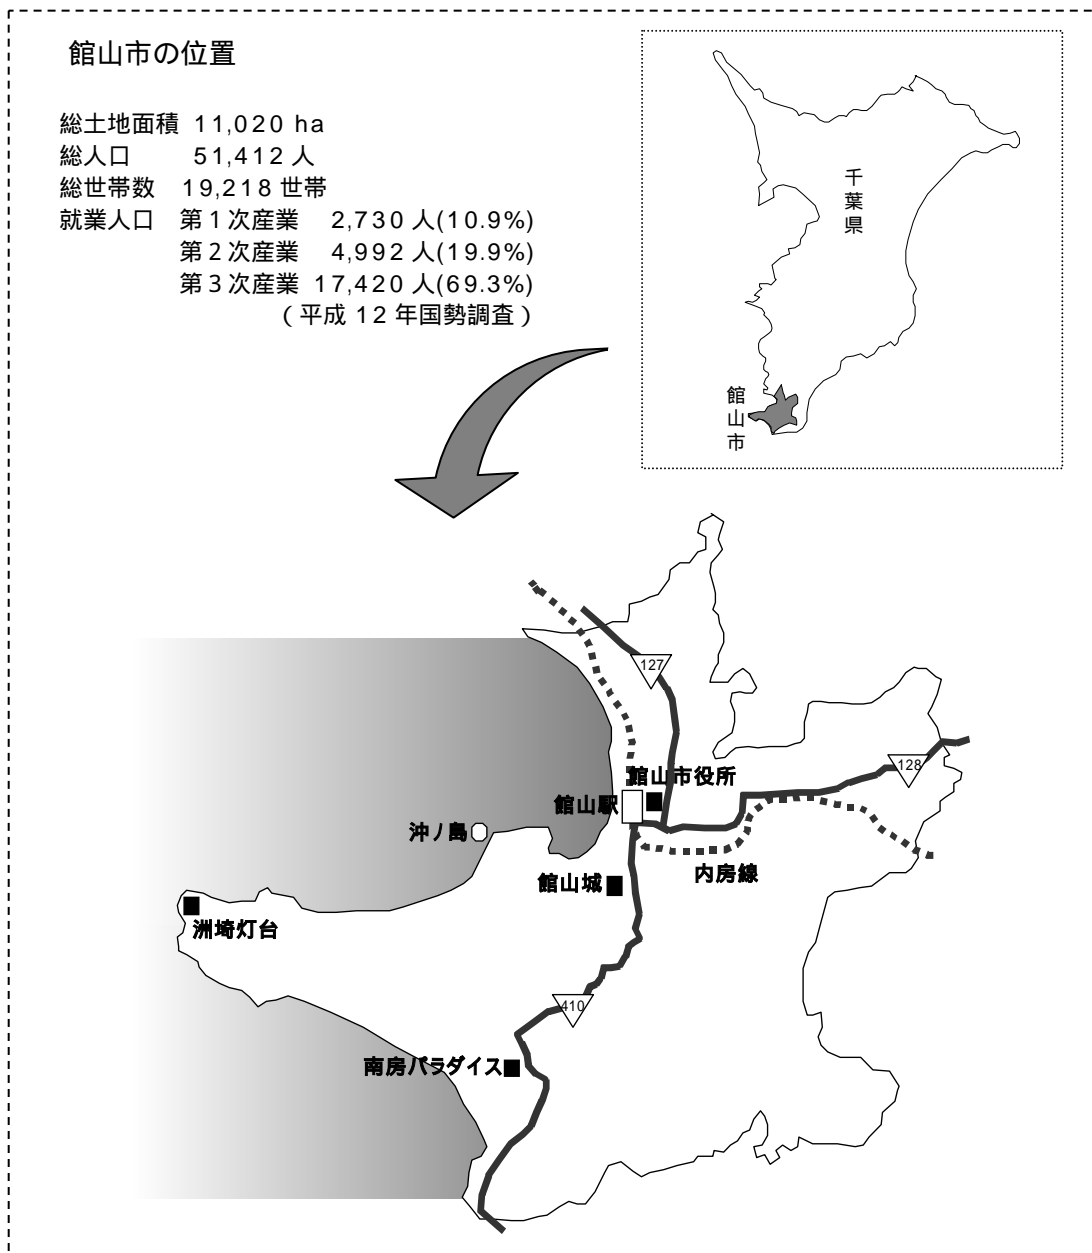 館山市の位置
総土地面積 11,020 ha
総人口 51,412 人
総世帯数 19,218 世帯
就業人口 第1次産業 2,730 人(10.9%)
第2次産業 4,992 人(19.9%)
第3次産業 17,420 人(69.3%)
(平成 12 年国勢調査)
千葉県
館山市
127
128
館山市役所
館山駅
沖ノ島
内房線
館山城
洲埼灯台
410
南房パラダイス